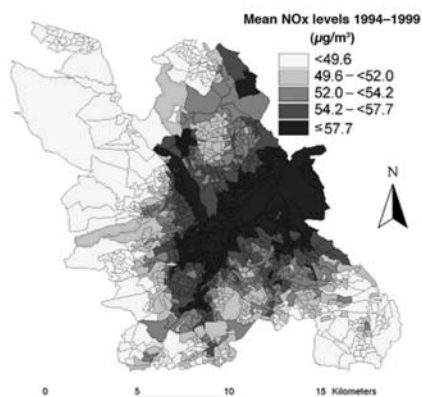 Mean NOx levels 1994–1999
(µg/m³)
<49.6
49.6 – <52.0
52.0 – <54.2
54.2 – <57.7
≤57.7
N
0 5 10 15 Kilometers